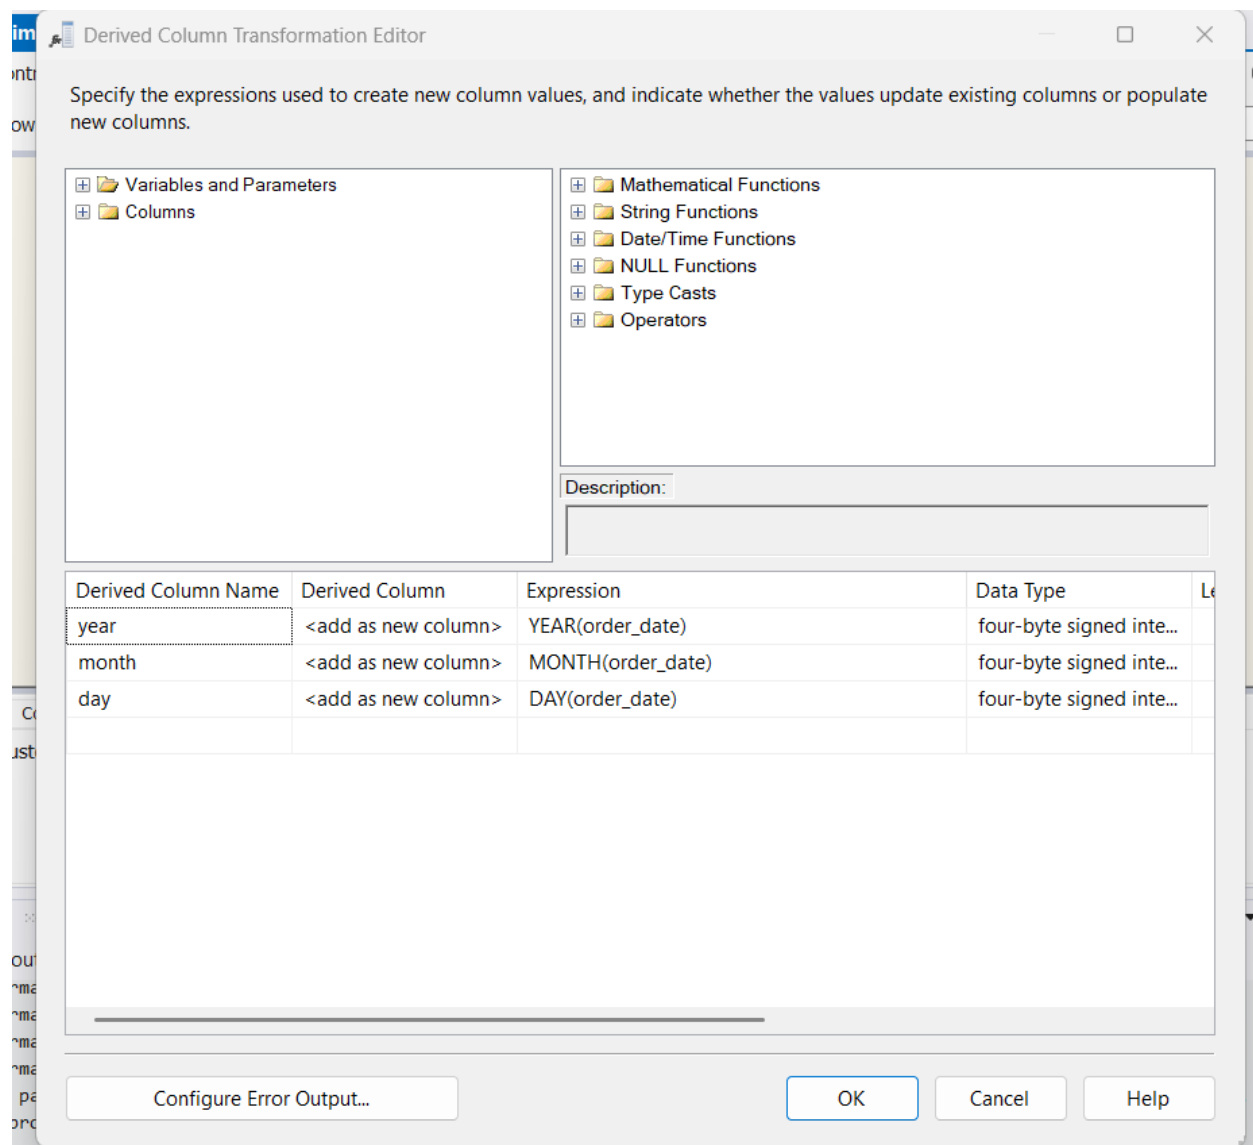 Derived Column Transformation Editor
Specify the expressions used to create new column values, and indicate whether the values update existing columns or populate
new columns.
Variables and Parameters
Columns
Mathematical Functions
String Functions
Date/Time Functions
NULL Functions
Type Casts
Operators
Description:
Derived Column Name Derived Column Expression Data Type
year <add as new column> YEAR(order_date) four-byte signed inte...
month <add as new column> MONTH(order_date) four-byte signed inte...
day <add as new column> DAY(order_date) four-byte signed inte...
Configure Error Output... OK Cancel Help